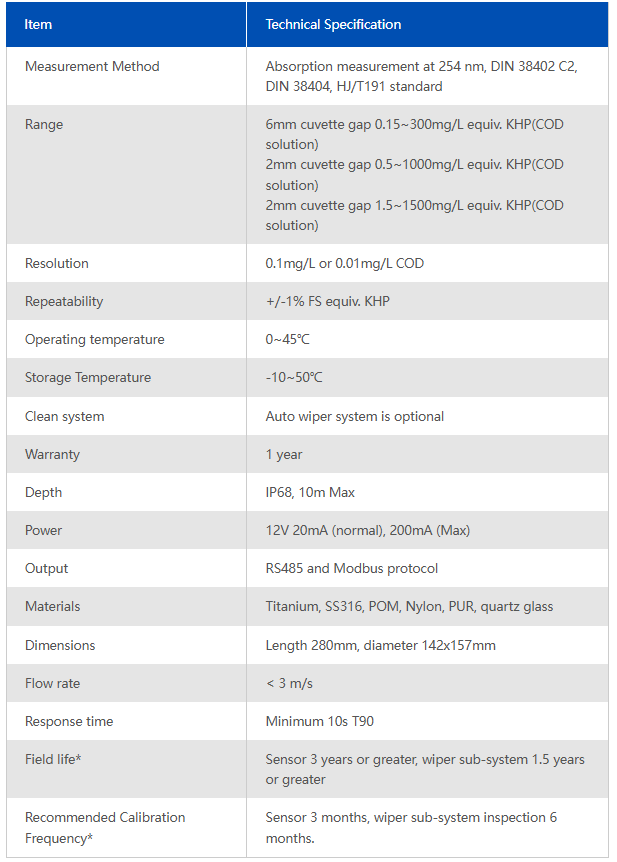 Item
Technical Specification
Measurement Method
Absorption measurement at 254 nm, DIN 38402 C2,
DIN 38404, HJ/T191 standard
Range
6mm cuvette gap 0.15~300mg/L equiv. KHP(COD
solution)
2mm cuvette gap 0.5~1000mg/L equiv. KHP(COD
solution)
2mm cuvette gap 1.5~1500mg/L equiv. KHP(COD
solution)
Resolution
0.1mg/L or 0.01mg/L COD
Repeatability
+/-1% FS equiv. KHP
Operating temperature
0~45℃
Storage Temperature
-10~50℃
Clean system
Auto wiper system is optional
Warranty
1 year
Depth
IP68, 10m Max
Power
12V 20mA (normal), 200mA (Max)
Output
RS485 and Modbus protocol
Materials
Titanium, SS316, POM, Nylon, PUR, quartz glass
Dimensions
Length 280mm, diameter 142x157mm
Flow rate
< 3 m/s
Response time
Minimum 10s T90
Field life*
Sensor 3 years or greater, wiper sub-system 1.5 years
or greater
Recommended Calibration
Frequency*
Sensor 3 months, wiper sub-system inspection 6
months.